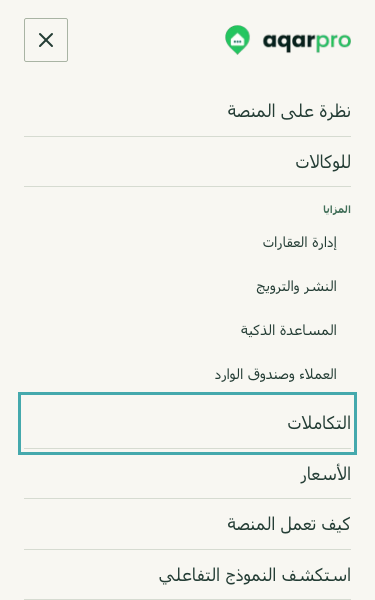 aqarpro
نظرة على المنصة
للوكالات
المزايا
إدارة العقارات
النشر والترويج
المساعدة الذكية
العملاء وصندوق الوارد
التكاملات
الأسعار
كيف تعمل المنصة
استكشف النموذج التفاعلي